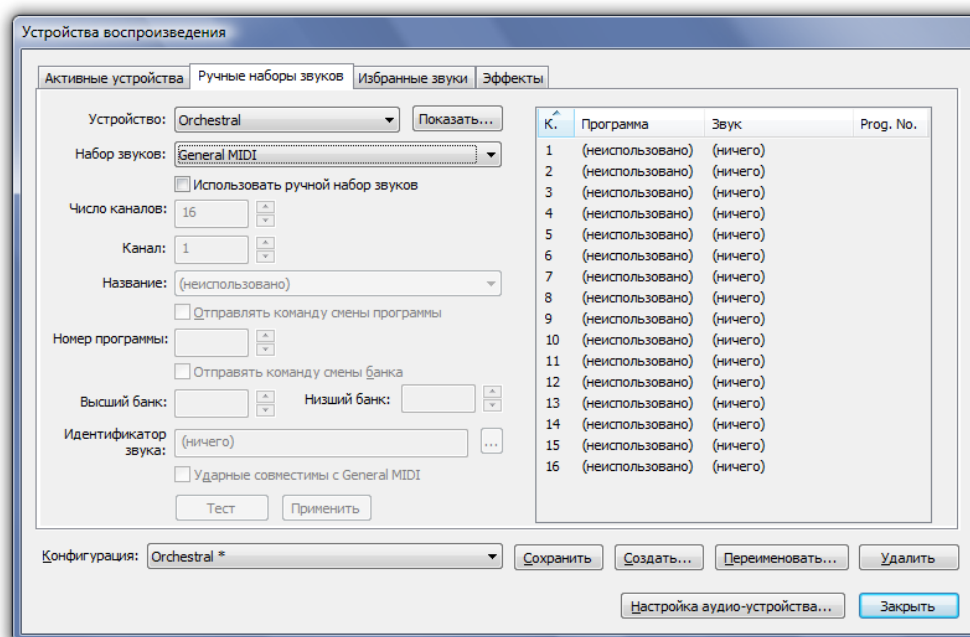 Устройства воспроизведения
Активные устройства Ручные наборы звуков Избранные звуки Эффекты
Устройство: Orchestral Показать...
Набор звуков: General MIDI
Использовать ручной набор звуков
Число каналов: 16
Канал: 1
Название: (неиспользовано)
Отправлять команду смены программы
Номер программы:
Отправять команду смены банка
Высший банк: Низший банк:
Идентификатор звука: (ничего) ...
Ударные совместимы с General MIDI
Тест Применить
К. Программа Звук Prog. No.
1 (неиспользовано) (ничего)
2 (неиспользовано) (ничего)
3 (неиспользовано) (ничего)
4 (неиспользовано) (ничего)
5 (неиспользовано) (ничего)
6 (неиспользовано) (ничего)
7 (неиспользовано) (ничего)
8 (неиспользовано) (ничего)
9 (неиспользовано) (ничего)
10 (неиспользовано) (ничего)
11 (неиспользовано) (ничего)
12 (неиспользовано) (ничего)
13 (неиспользовано) (ничего)
14 (неиспользовано) (ничего)
15 (неиспользовано) (ничего)
16 (неиспользовано) (ничего)
Конфигурация: Orchestral * Сохранить Создать... Переименовать... Удалить
Настройка аудио-устройства... Закрыть